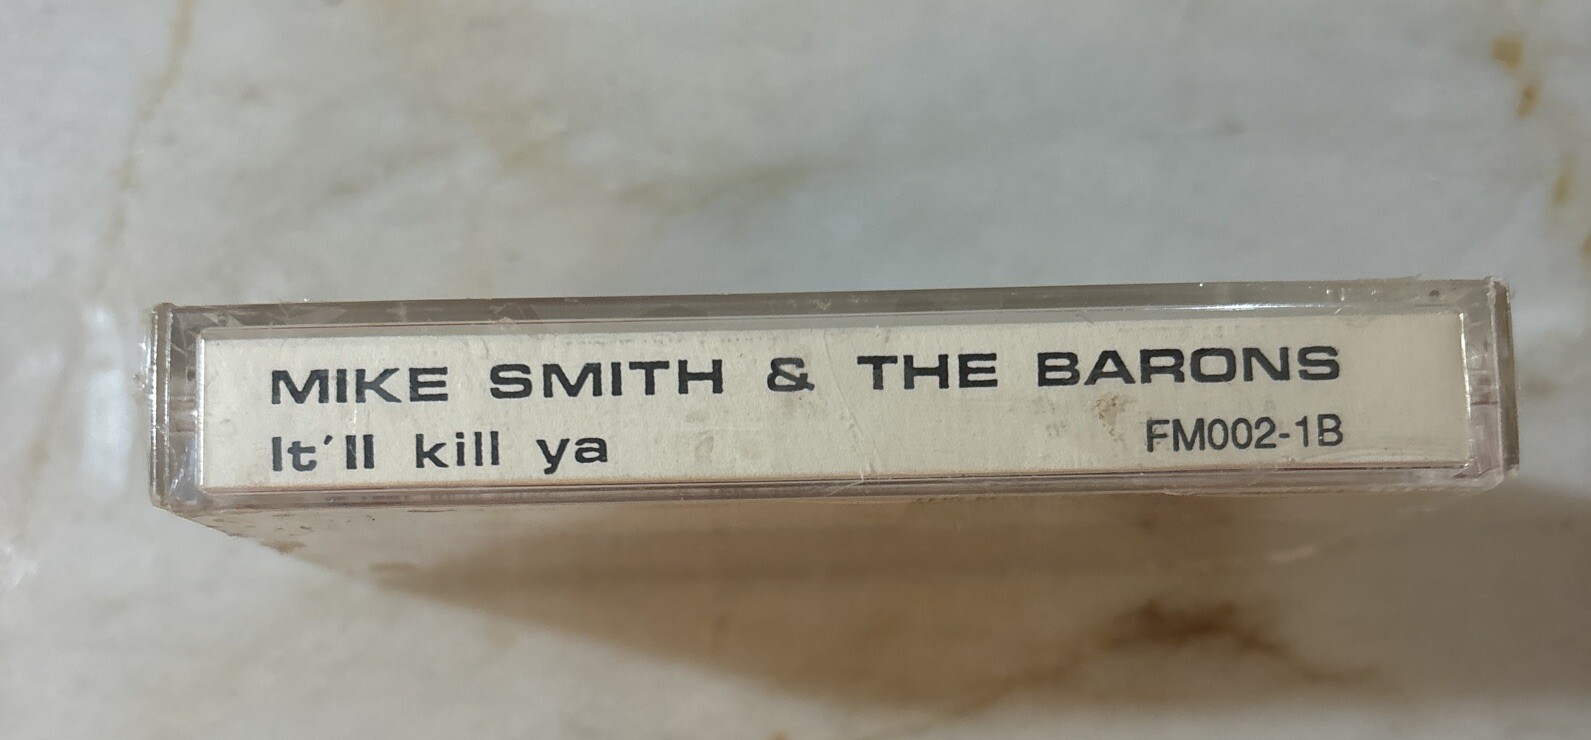 MIKE SMITH & THE BARONS
It'll kill ya FM002-1B